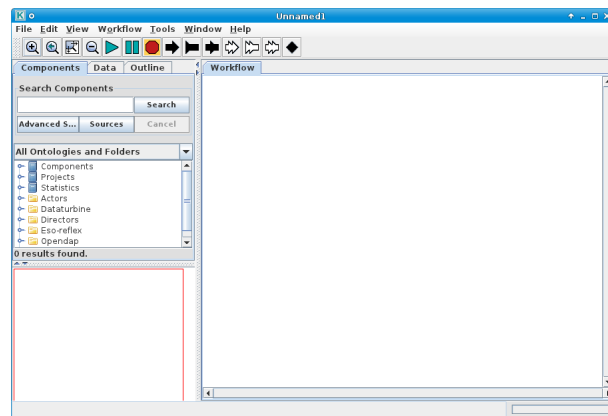 Unnamed1
File Edit View Workflow Tools Window Help
Components Data Outline
Workflow
Search Components
Search
Advanced S... Sources Cancel
All Ontologies and Folders
Components
Projects
Statistics
Actors
Dataturbine
Directors
Eso-reflex
Opendap
0 results found.